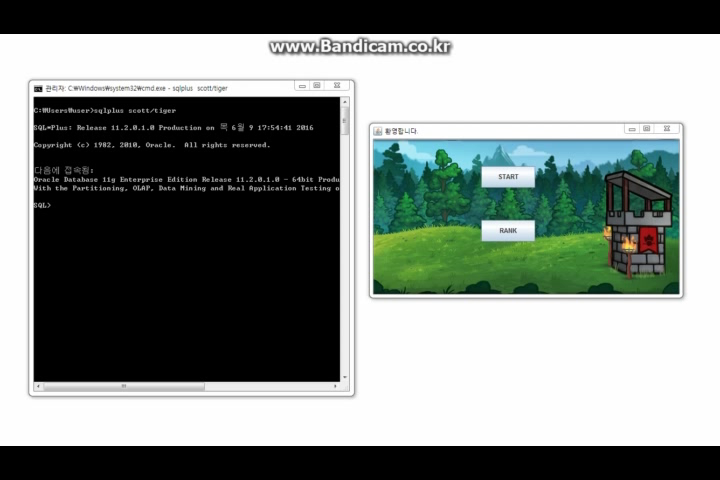 www.Bandicam.co.kr
관리자: C:₩Windows₩system32₩cmd.exe - sqlplus scott/tiger
C:₩Users₩user>sqlplus scott/tiger
SQL*Plus: Release 11.2.0.1.0 Production on 목 6월 9 17:54:41 2016
Copyright (c) 1982, 2010, Oracle.  All rights reserved.
다음에 접속됨:
Oracle Database 11g Enterprise Edition Release 11.2.0.1.0 - 64bit Produ
With the Partitioning, OLAP, Data Mining and Real Application Testing o
SQL>
환영합니다.
START
RANK